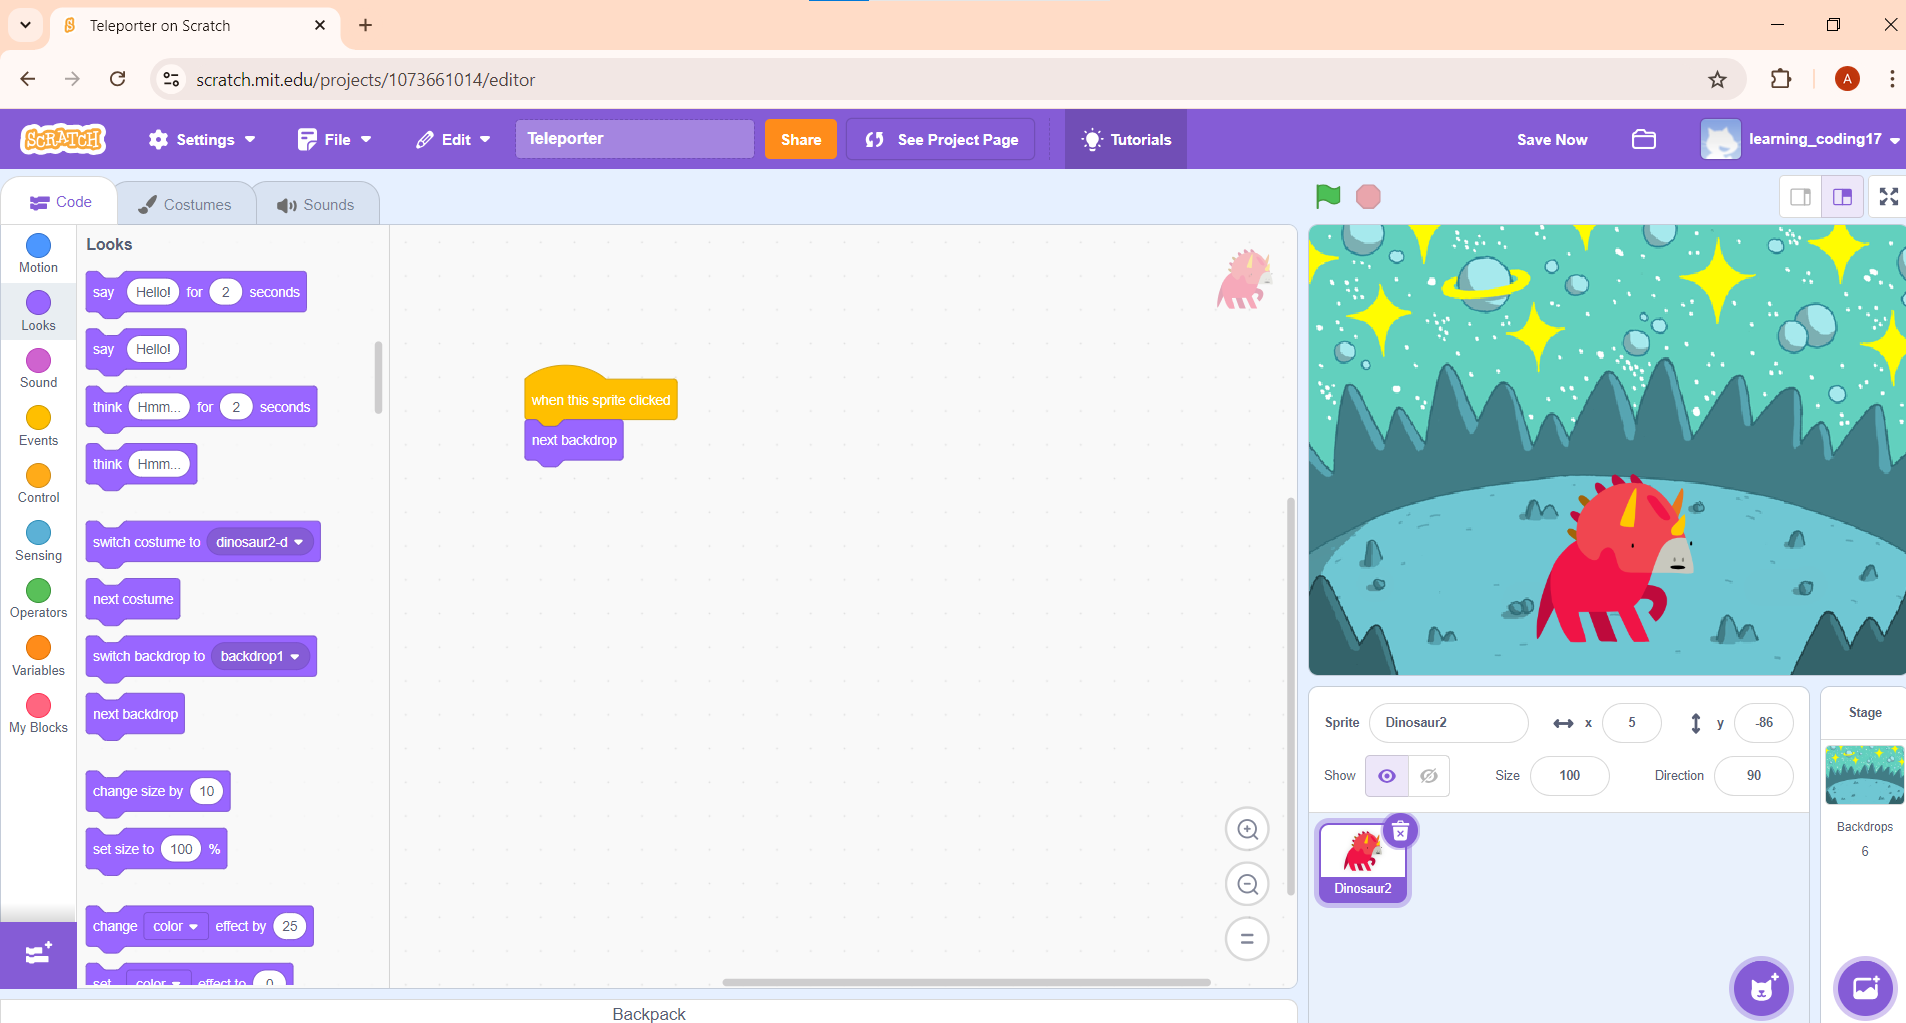 Teleporter on Scratch
scratch.mit.edu/projects/1073661014/editor
SCRATCH Settings File Edit Teleporter Share See Project Page Tutorials Save Now learning_coding17
Code Costumes Sounds
Motion
Looks
Sound
Events
Control
Sensing
Operators
Variables
My Blocks
Looks
say Hello! for 2 seconds
say Hello!
think Hmm... for 2 seconds
think Hmm...
switch costume to dinosaur2-d
next costume
switch backdrop to backdrop1
next backdrop
change size by 10
set size to 100 %
change color effect by 25
set color effect to 0
when this sprite clicked
next backdrop
Sprite Dinosaur2 x 5 y -86
Show Size 100 Direction 90
Dinosaur2
Stage
Backdrops
6
Backpack
A